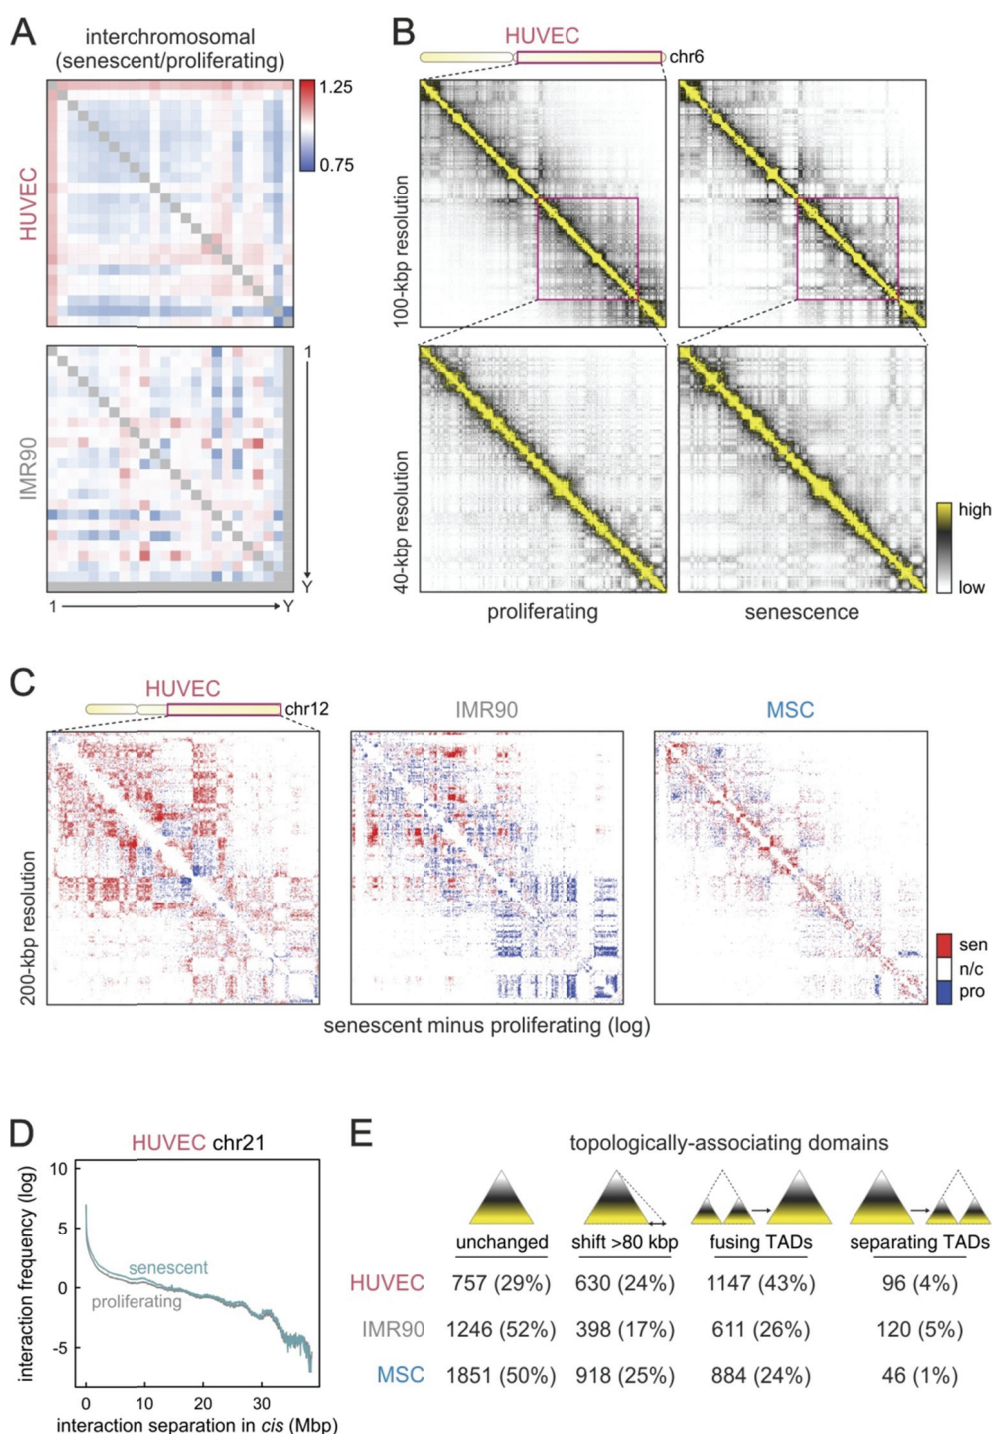 A
interchromosomal
(senescent/proliferating)
HUVEC
1.25
0.75
IMR90
1
Y
1
Y
B
HUVEC
chr6
100-kbp resolution
40-kbp resolution
high
low
proliferating
senescence
C
HUVEC
chr12
IMR90
MSC
200-kbp resolution
sen
n/c
pro
senescent minus proliferating (log)
D
HUVEC chr21
interaction frequency (log)
10
5
0
-5
senescent
proliferating
0
10
20
30
interaction separation in cis (Mbp)
E
topologically-associating domains
unchanged shift >80 kbp fusing TADs separating TADs
HUVEC 757 (29%) 630 (24%) 1147 (43%) 96 (4%)
IMR90 1246 (52%) 398 (17%) 611 (26%) 120 (5%)
MSC 1851 (50%) 918 (25%) 884 (24%) 46 (1%)